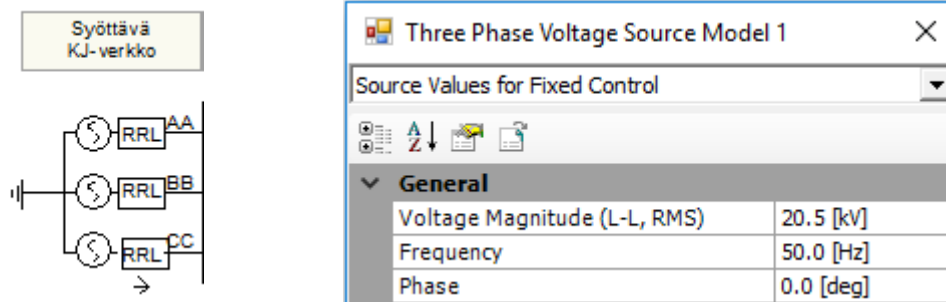 Syöttävä
KJ-verkko
RRL AA
RRL BB
RRL CC
Three Phase Voltage Source Model 1
Source Values for Fixed Control
A
Z
General
Voltage Magnitude (L-L, RMS) 20.5 [kV]
Frequency 50.0 [Hz]
Phase 0.0 [deg]